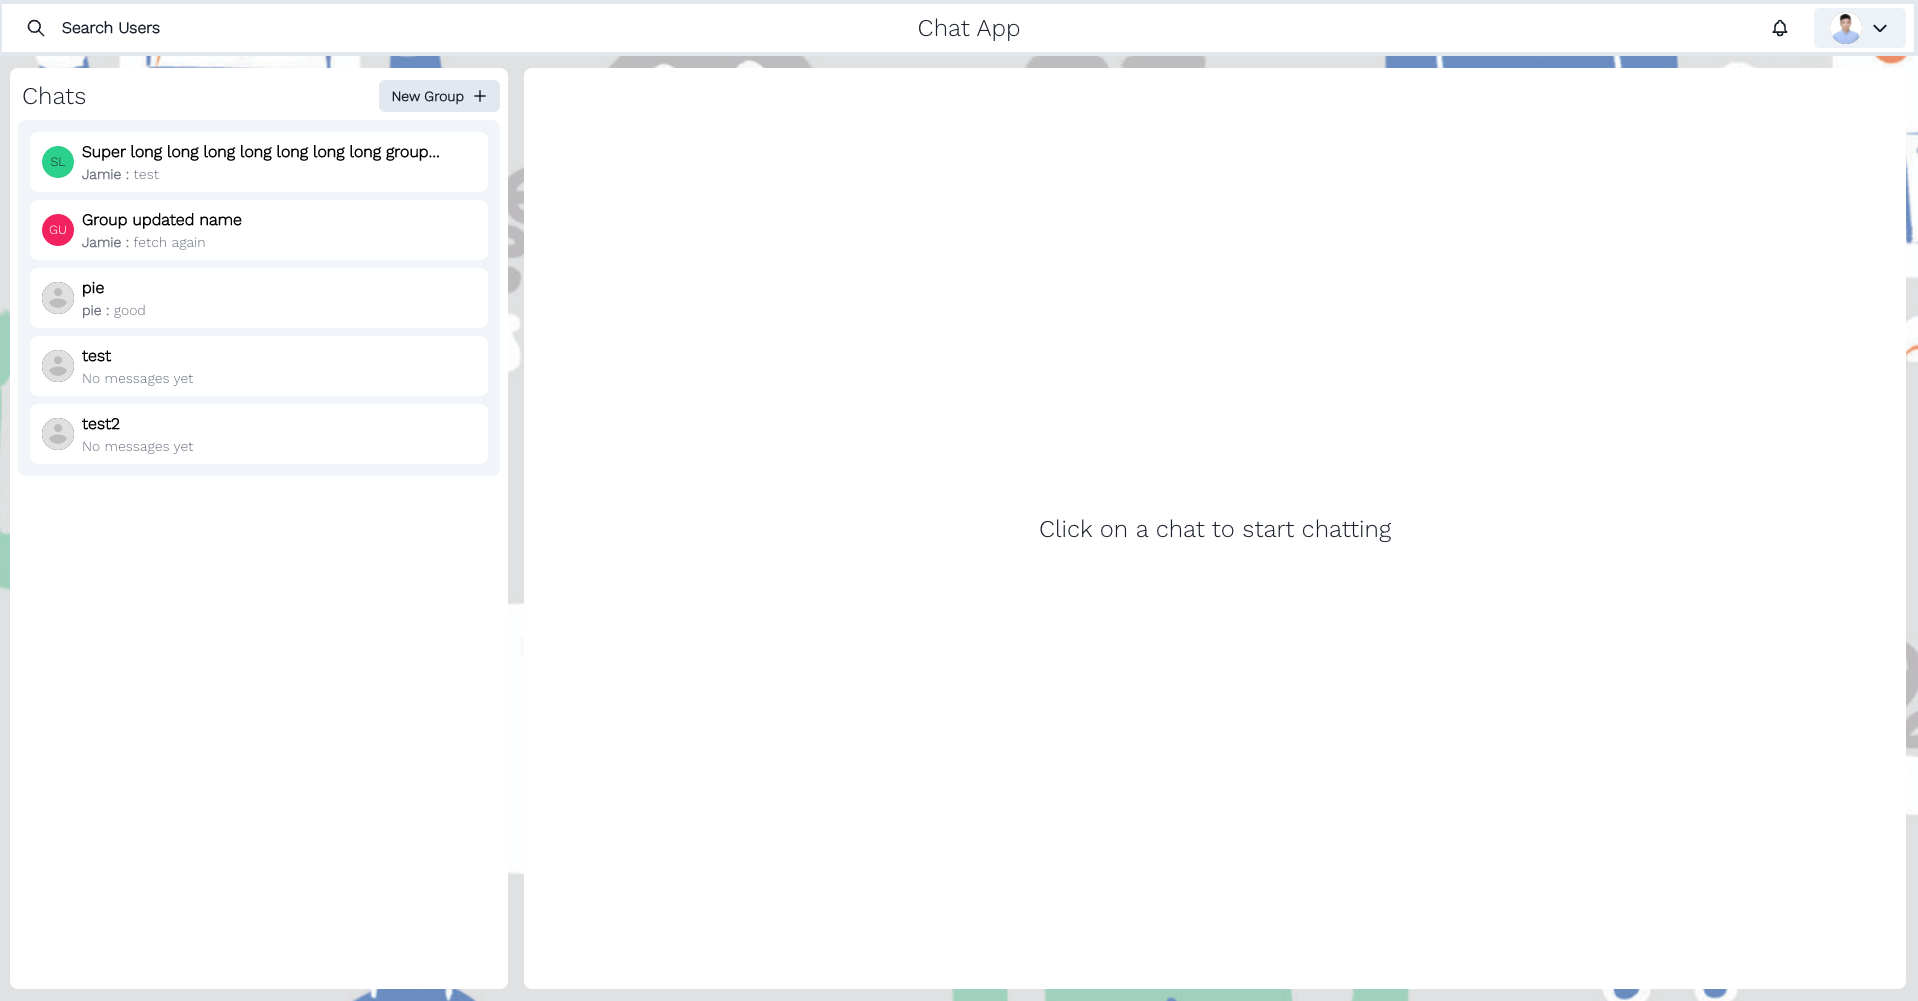 Search Users
Chat App
Chats
New Group
SL
Super long long long long long long long group...
Jamie : test
GU
Group updated name
Jamie : fetch again
pie
pie : good
test
No messages yet
test2
No messages yet
Click on a chat to start chatting